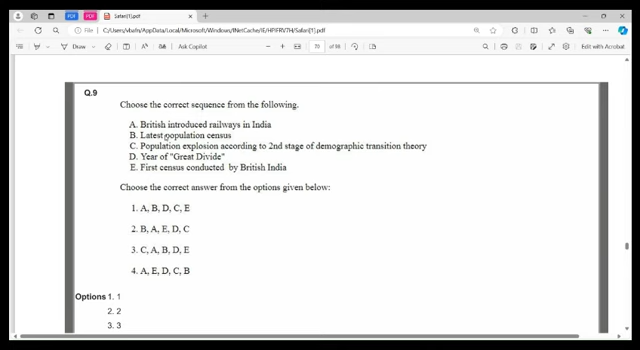 PDF
PDF
Safari[1].pdf
File
C:/Users/
/AppData/Local/Microsoft/Windows/INetCache/IE/HPIFRV7H/Safari[1].pdf
Draw
Ask Copilot
of 98
Edit with Acrobat
Q.9
Choose the correct sequence from the following.
A. British introduced railways in India
B. Latest population census
C. Population explosion according to 2nd stage of demographic transition theory
D. Year of "Great Divide"
E. First census conducted by British India
Choose the correct answer from the options given below:
1. A, B, D, C, E
2. B, A, E, D, C
3. C, A, B, D, E
4. A, E, D, C, B
Options 1. 1
2. 2
3. 3